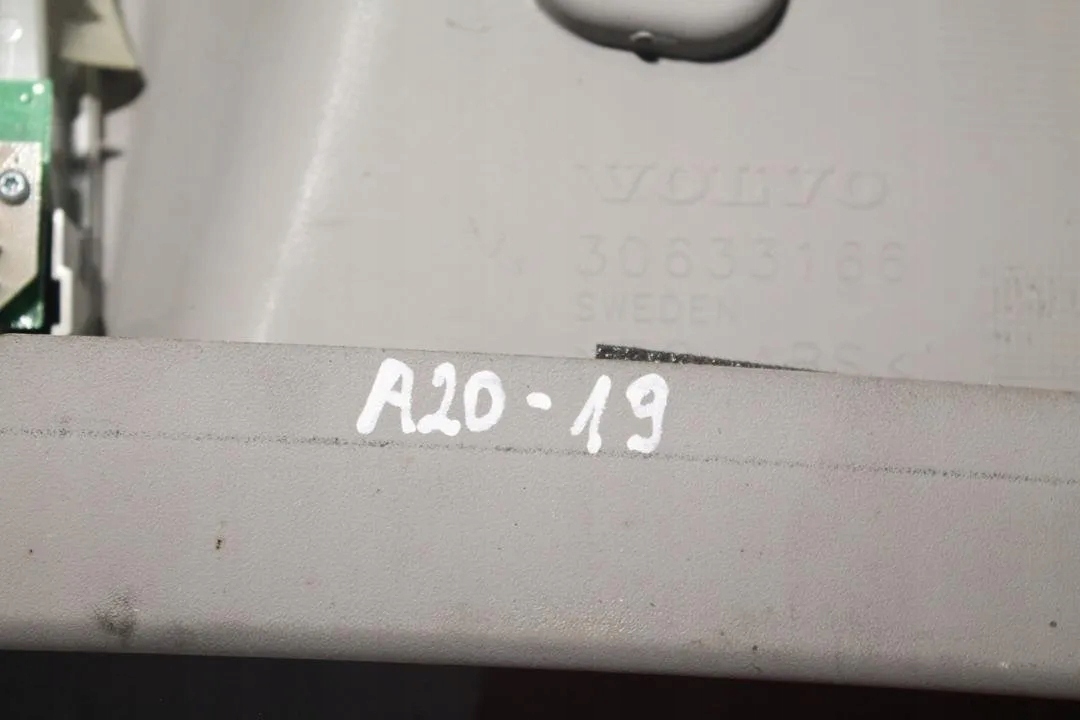 VOLVO
30633166
SWEDEN
A20-19